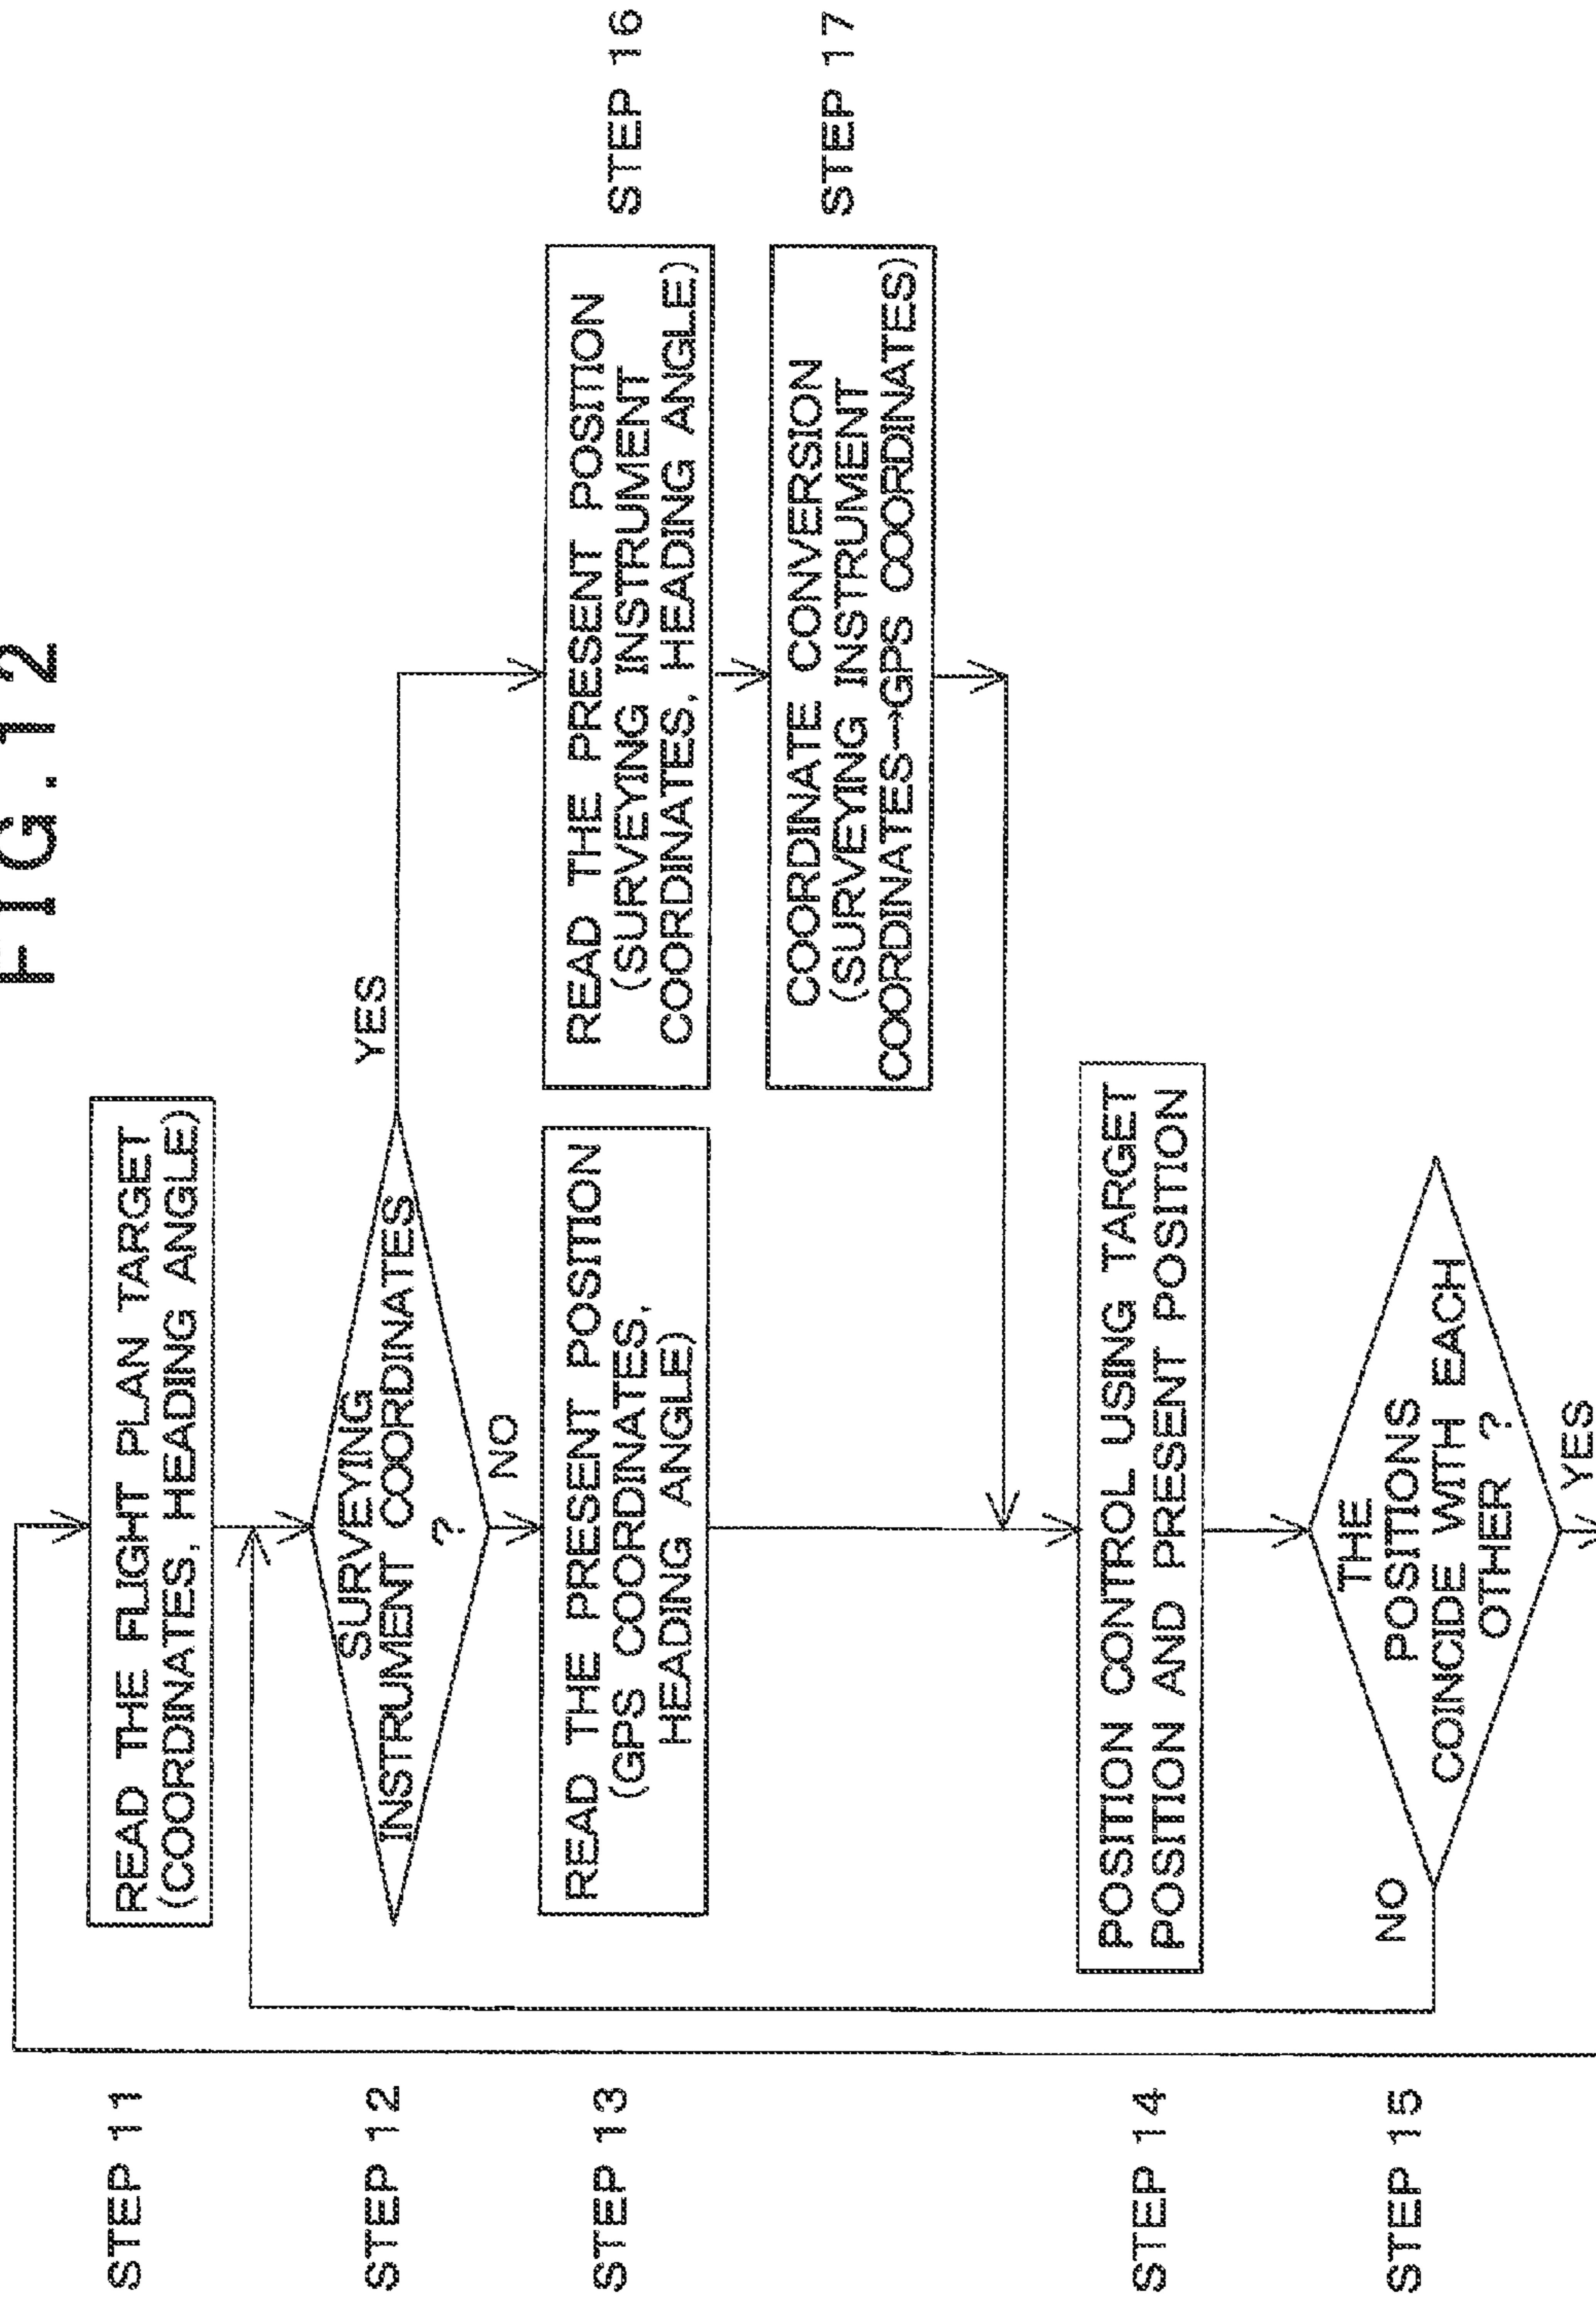 FIG.12
STEP 11
READ THE FLIGHT PLAN TARGET
(COORDINATES, HEADING ANGLE)
STEP 12
SURVEYING
INSTRUMENT COORDINATES
?
YES
NO
STEP 13
READ THE PRESENT POSITION
(GPS COORDINATES,
HEADING ANGLE)
READ THE PRESENT POSITION
(SURVEYING INSTRUMENT
COORDINATES, HEADING ANGLE)
STEP 16
COORDINATE CONVERSION
(SURVEYING INSTRUMENT
COORDINATES→GPS COORDINATES)
STEP 17
STEP 14
POSITION CONTROL USING TARGET
POSITION AND PRESENT POSITION
STEP 15
THE
POSITIONS
COINCIDE WITH EACH
OTHER ?
NO
YES